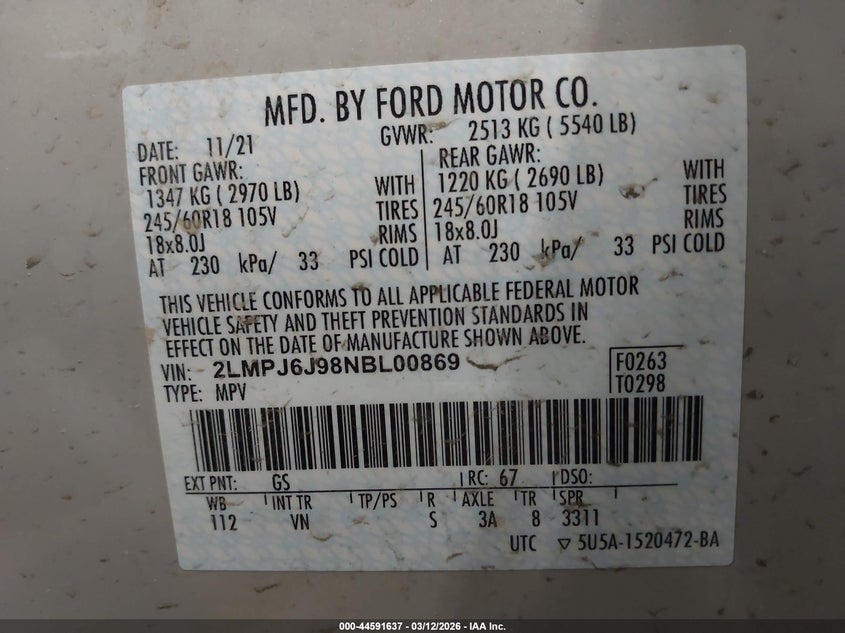 MFD. BY FORD MOTOR CO.
DATE: 11/21 GVWR: 2513 KG ( 5540 LB)
FRONT GAWR: REAR GAWR:
1347 KG ( 2970 LB) WITH 1220 KG ( 2690 LB) WITH
245/60R18 105V TIRES 245/60R18 105V TIRES
18x8.0J RIMS 18x8.0J RIMS
AT 230 kPa/ 33 PSI COLD AT 230 kPa/ 33 PSI COLD
THIS VEHICLE CONFORMS TO ALL APPLICABLE FEDERAL MOTOR
VEHICLE SAFETY AND THEFT PREVENTION STANDARDS IN
EFFECT ON THE DATE OF MANUFACTURE SHOWN ABOVE.
VIN: 2LMPJ6J98NBL00869 F0263
TYPE: MPV T0298
EXT PNT: GS RC: 67 DSO:
WB INT TR TP/PS R AXLE TR SPR
112 VN S 3A 8 3311
UTC ▽ 5U5A-1520472-BA
000-44591637 - 03/12/2026 - IAA Inc.